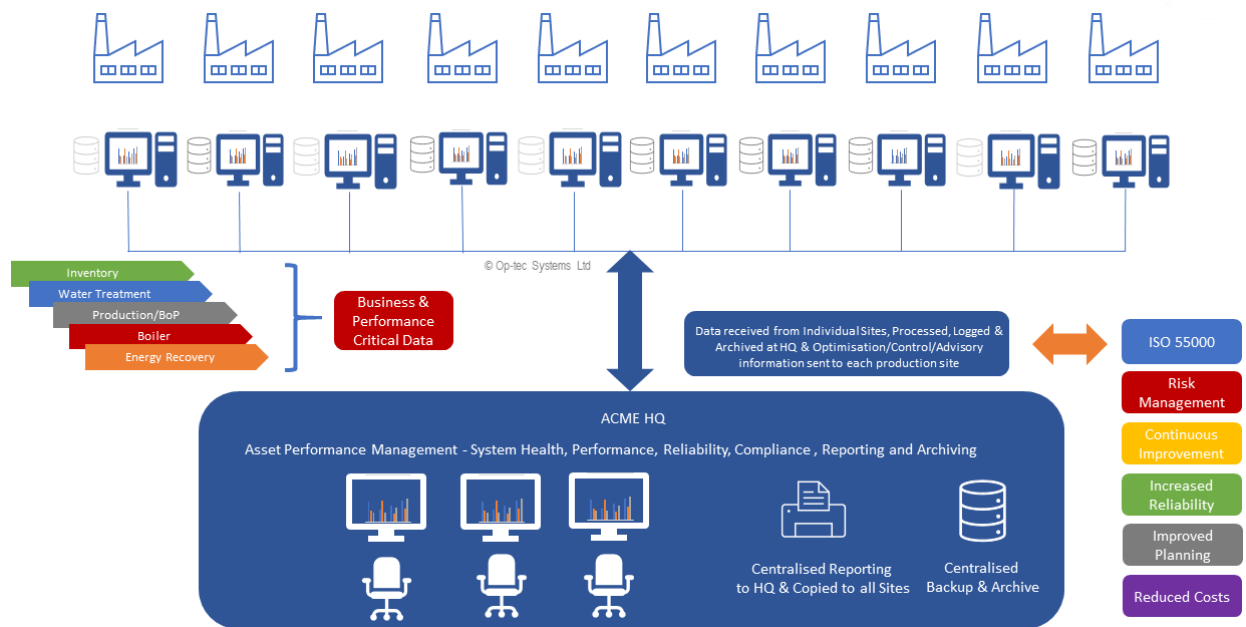 © Op-tec Systems Ltd
Inventory
Water Treatment
Production/BoP
Boiler
Energy Recovery
Business &
Performance
Critical Data
Data received from Individual Sites, Processed, Logged &
Archived at HQ & Optimisation/Control/Advisory
information sent to each production site
ISO 55000
Risk
Management
Continuous
Improvement
Increased
Reliability
Improved
Planning
Reduced Costs
ACME HQ
Asset Performance Management - System Health, Performance, Reliability, Compliance , Reporting and Archiving
Centralised Reporting
to HQ & Copied to all Sites
Centralised
Backup & Archive